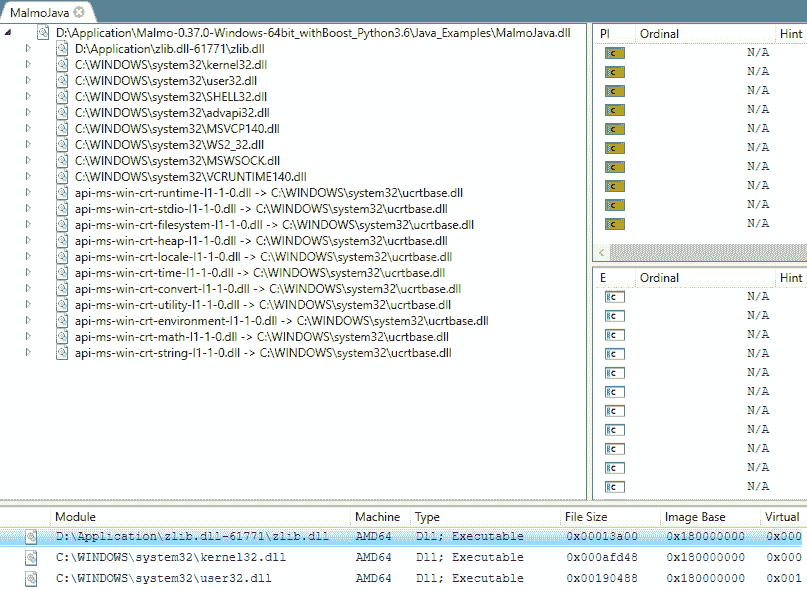 MalmoJava
D:\Application\Malmo-0.37.0-Windows-64bit_withBoost_Python3.6\Java_Examples\MalmoJava.dll
D:\Application\zlib.dll-61771\zlib.dll
C:\WINDOWS\system32\kernel32.dll
C:\WINDOWS\system32\user32.dll
C:\WINDOWS\system32\SHELL32.dll
C:\WINDOWS\system32\advapi32.dll
C:\WINDOWS\system32\MSVCP140.dll
C:\WINDOWS\system32\WS2_32.dll
C:\WINDOWS\system32\MSWSOCK.dll
C:\WINDOWS\system32\VCRUNTIME140.dll
api-ms-win-crt-runtime-l1-1-0.dll -> C:\WINDOWS\system32\ucrtbase.dll
api-ms-win-crt-stdio-l1-1-0.dll -> C:\WINDOWS\system32\ucrtbase.dll
api-ms-win-crt-filesystem-l1-1-0.dll -> C:\WINDOWS\system32\ucrtbase.dll
api-ms-win-crt-heap-l1-1-0.dll -> C:\WINDOWS\system32\ucrtbase.dll
api-ms-win-crt-locale-l1-1-0.dll -> C:\WINDOWS\system32\ucrtbase.dll
api-ms-win-crt-time-l1-1-0.dll -> C:\WINDOWS\system32\ucrtbase.dll
api-ms-win-crt-convert-l1-1-0.dll -> C:\WINDOWS\system32\ucrtbase.dll
api-ms-win-crt-utility-l1-1-0.dll -> C:\WINDOWS\system32\ucrtbase.dll
api-ms-win-crt-environment-l1-1-0.dll -> C:\WINDOWS\system32\ucrtbase.dll
api-ms-win-crt-math-l1-1-0.dll -> C:\WINDOWS\system32\ucrtbase.dll
api-ms-win-crt-string-l1-1-0.dll -> C:\WINDOWS\system32\ucrtbase.dll
PI Ordinal Hint
C N/A
C N/A
C N/A
C N/A
C N/A
C N/A
C N/A
C N/A
C N/A
C N/A
E Ordinal Hint
C N/A
C N/A
C N/A
C N/A
C N/A
C N/A
C N/A
C N/A
C N/A
C N/A
C N/A
Module Machine Type File Size Image Base Virtual
D:\Application\zlib.dll-61771\zlib.dll AMD64 Dll; Executable 0x00013a00 0x180000000 0x000
C:\WINDOWS\system32\kernel32.dll AMD64 Dll; Executable 0x000afd48 0x180000000 0x000
C:\WINDOWS\system32\user32.dll AMD64 Dll; Executable 0x00190488 0x180000000 0x001